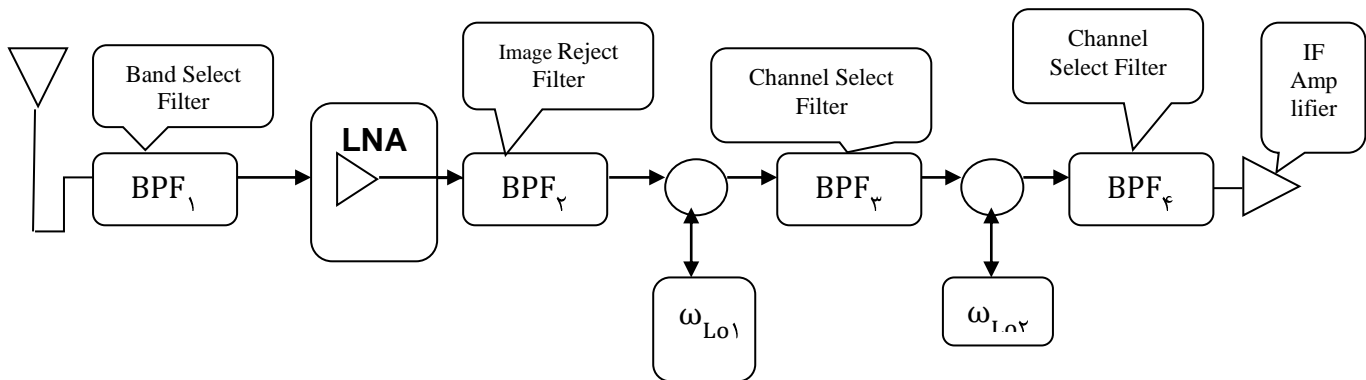 Band Select
Filter
Image Reject
Filter
Channel Select
Filter
Channel
Select Filter
IF
Amp
lifier
BPF۱
LNA
BPF۲
BPF۳
BPF۴
ωLo۱
ωLo۲